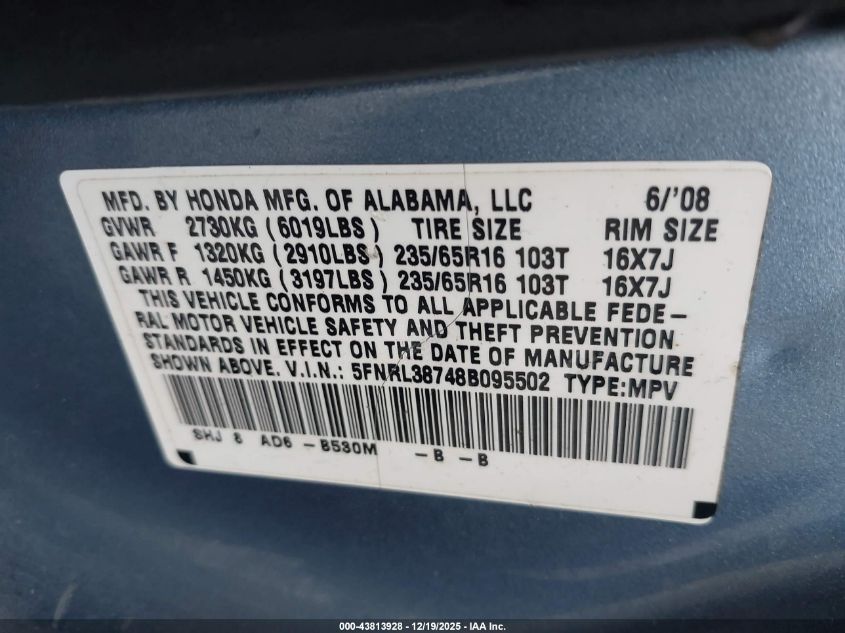 MFD. BY HONDA MFG. OF ALABAMA, LLC 6/'08
GVWR 2730KG (6019LBS) TIRE SIZE RIM SIZE
GAWR F 1320KG (2910LBS) 235/65R16 103T 16X7J
GAWR R 1450KG (3197LBS) 235/65R16 103T 16X7J
THIS VEHICLE CONFORMS TO ALL APPLICABLE FEDE-
RAL MOTOR VEHICLE SAFETY AND THEFT PREVENTION
STANDARDS IN EFFECT ON THE DATE OF MANUFACTURE
SHOWN ABOVE. V.I.N.: 5FNRL38748B095502 TYPE:MPV
SHJ 8 AD6 -B530M -B -B
000-43813928 - 12/19/2025 - IAA Inc.